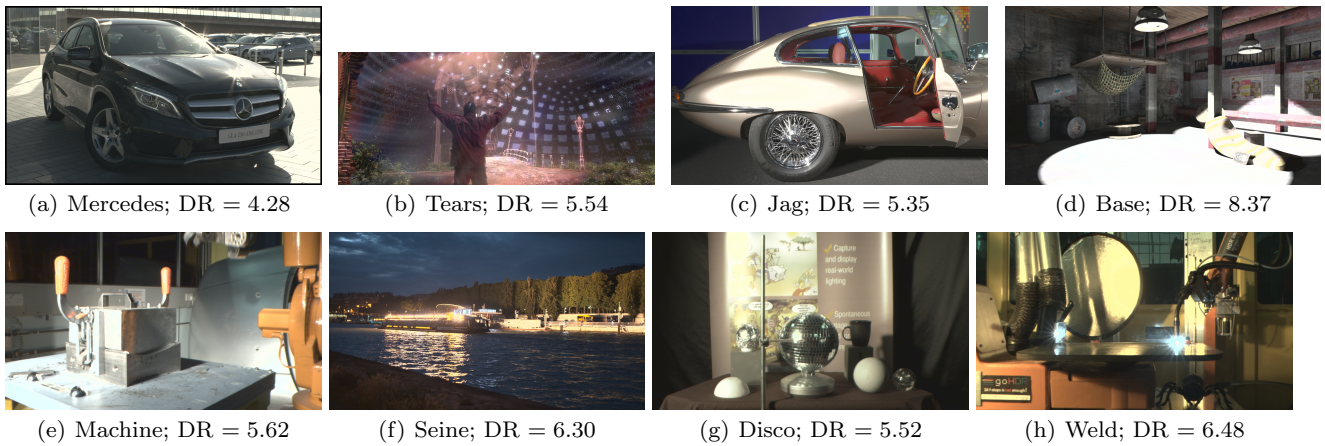 (a) Mercedes; DR = 4.28
(b) Tears; DR = 5.54
(c) Jag; DR = 5.35
(d) Base; DR = 8.37
Capture
and display
real-world
lighting
Spontaneous
goHDR
(e) Machine; DR = 5.62
(f) Seine; DR = 6.30
(g) Disco; DR = 5.52
(h) Weld; DR = 6.48